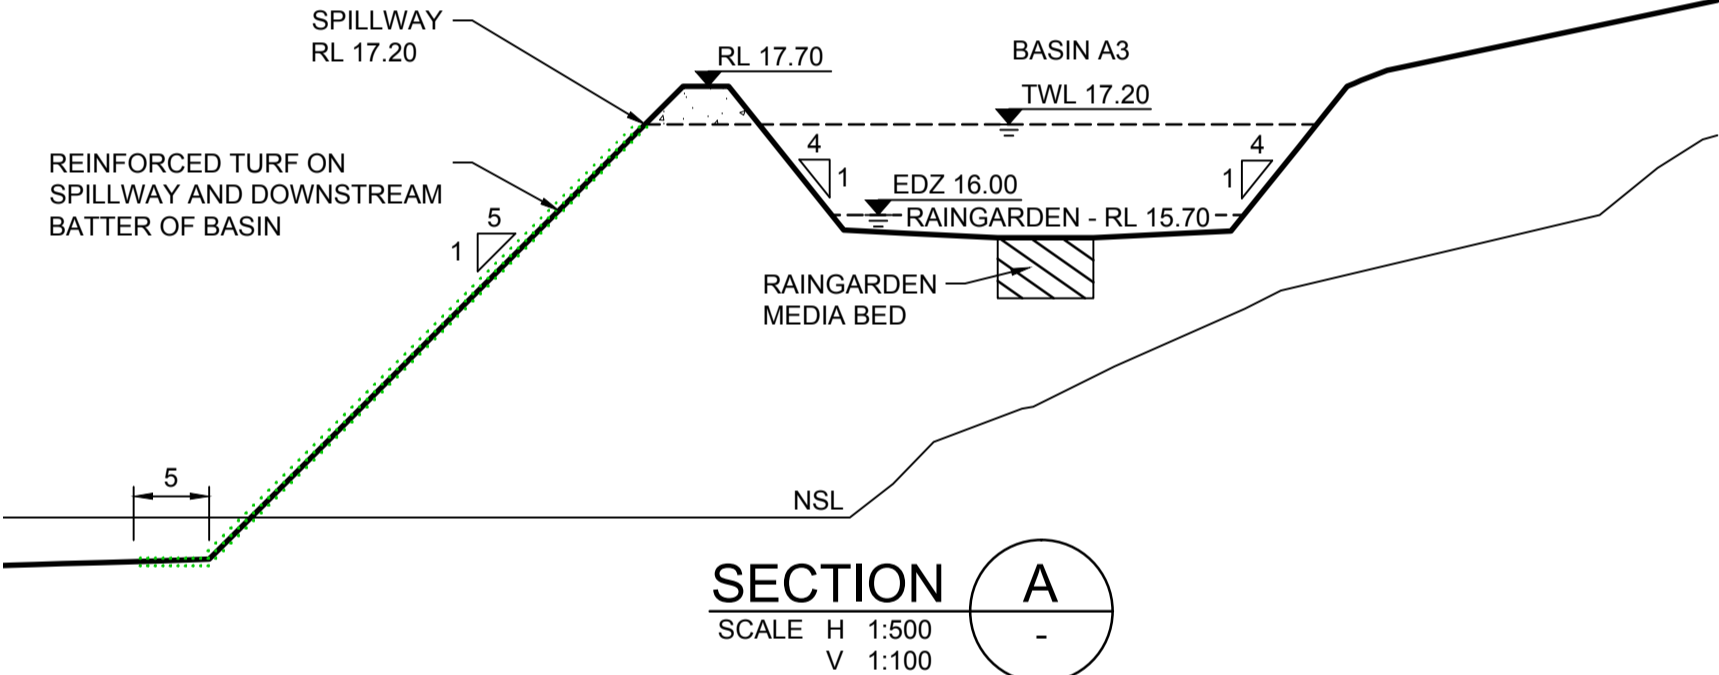 SPILLWAY
RL 17.20
RL 17.70
BASIN A3
TWL 17.20
REINFORCED TURF ON
SPILLWAY AND DOWNSTREAM
BATTER OF BASIN
4
1
4
1
EDZ 16.00
RAINGARDEN - RL 15.70
5
1
RAINGARDEN
MEDIA BED
5
NSL
SECTION A
SCALE H 1:500
V 1:100
-